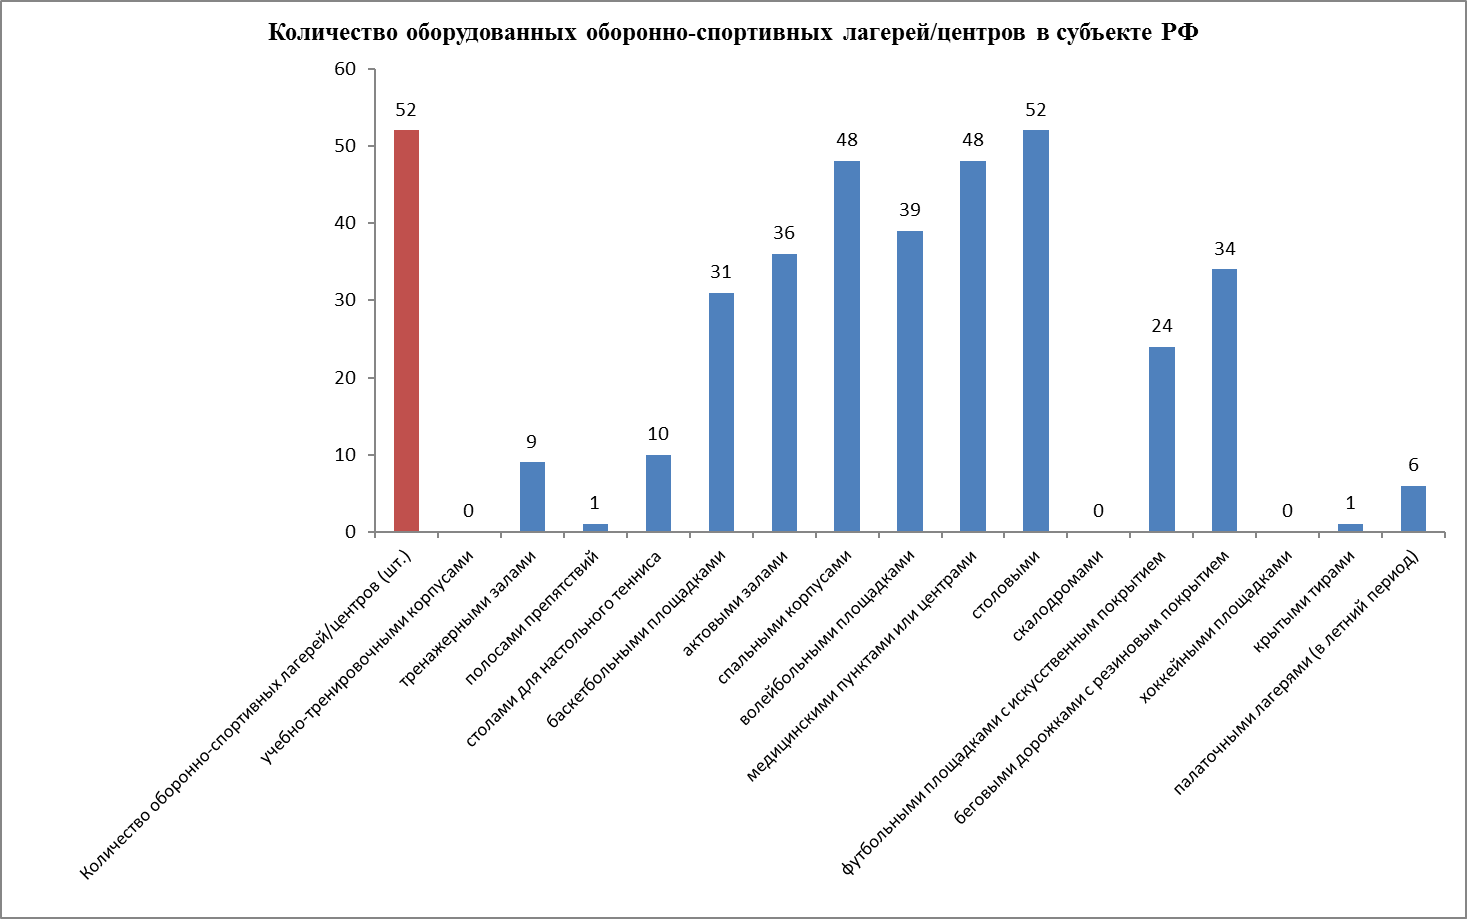 Количество оборудованных оборонно-спортивных лагерей/центров в субъекте РФ
60
50
40
30
20
10
0
52
0
9
1
10
31
36
48
39
48
52
0
24
34
0
1
6
Количество оборонно-спортивных лагерей/центров (шт.)
учебно-тренировочными корпусами
тренажерными залами
полосами препятствий
столами для настольного тенниса
баскетбольными площадками
актовыми залами
спальными корпусами
волейбольными площадками
медицинскими пунктами или центрами
столовыми
скалодромами
футбольными площадками с искусственным покрытием
беговыми дорожками с резиновым покрытием
хоккейными площадками
крытыми тирами
палаточными лагерями (в летний период)